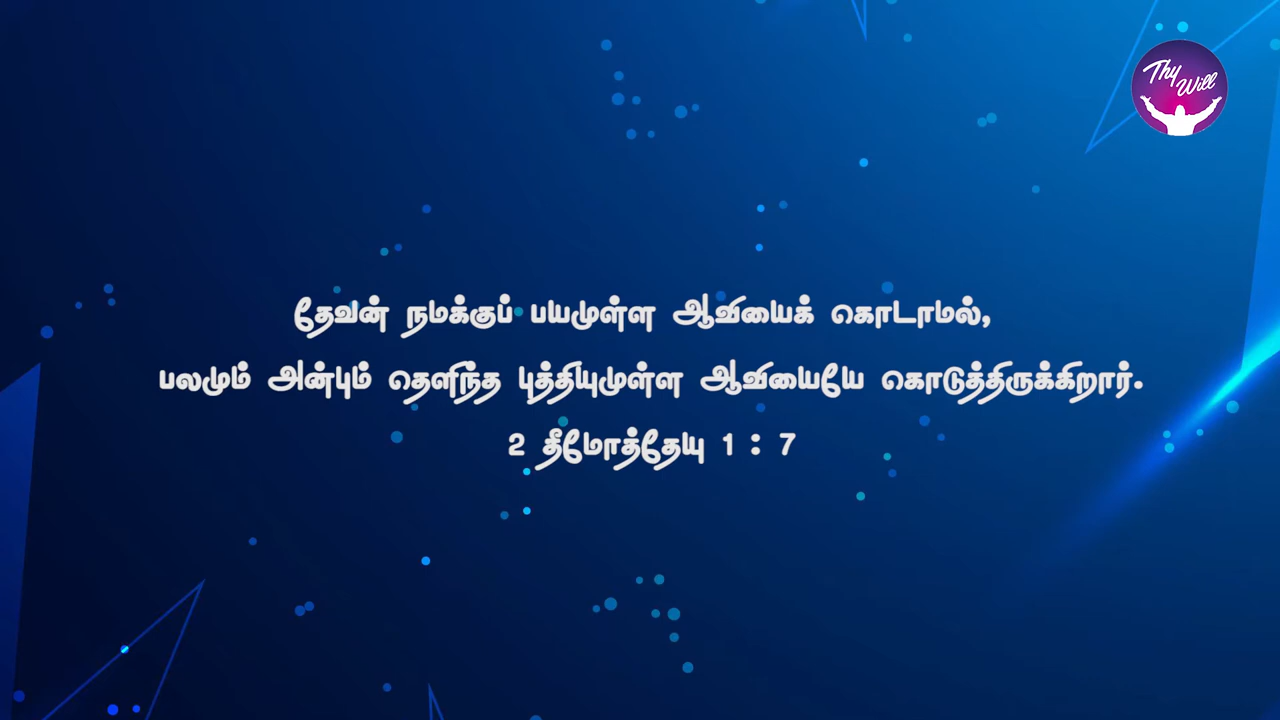 Thy Will
தேவன் நமக்குப் பயமுள்ள ஆவியைக் கொடாமல்,
பலமும் அன்பும் தெளிந்த புத்தியுமுள்ள ஆவியையே கொடுத்திருக்கிறார்.
2 தீமோத்தேயு 1 : 7